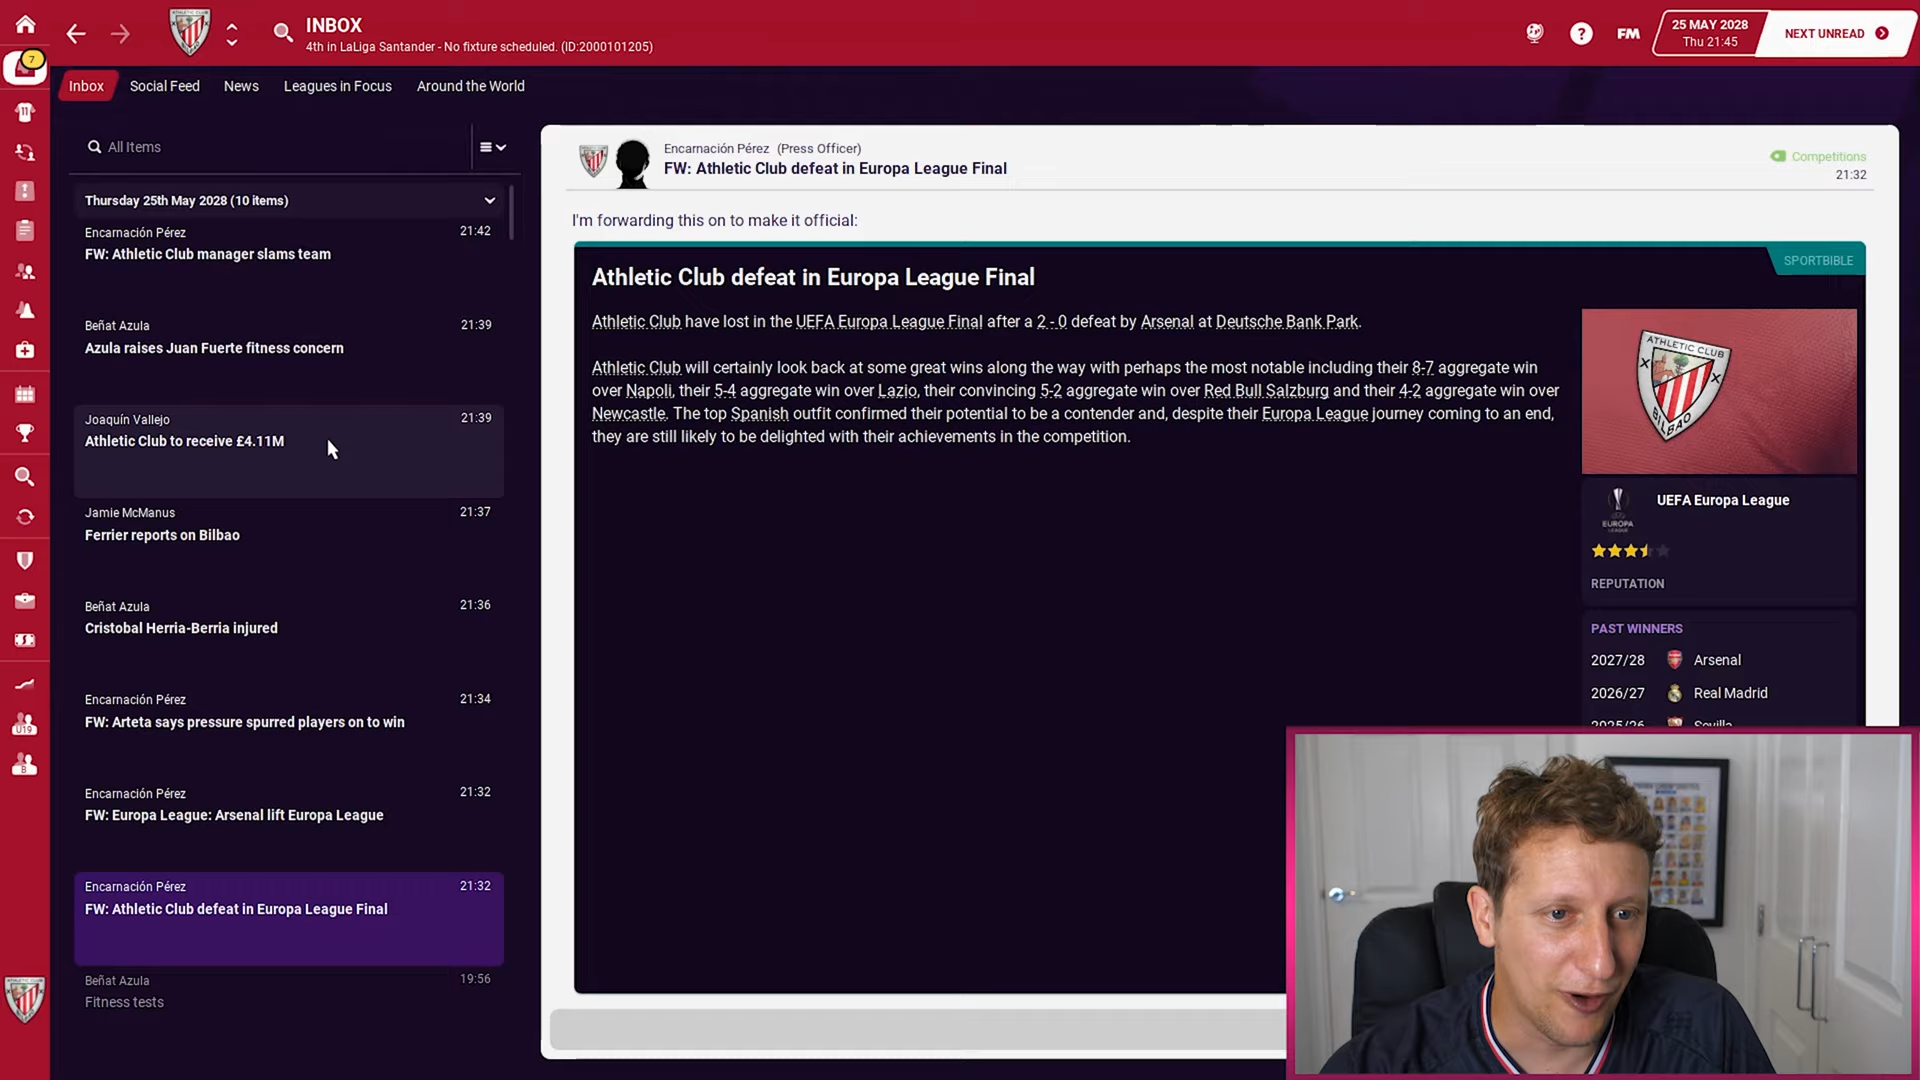 INBOX
4th in LaLiga Santander - No fixture scheduled. (ID:2000101205)
FM
25 MAY 2028
Thu 21:45
NEXT UNREAD
7
Inbox
Social Feed
News
Leagues in Focus
Around the World
All Items
Thursday 25th May 2028 (10 items)
Encarnación Pérez 21:42
FW: Athletic Club manager slams team
Beñat Azula 21:39
Azula raises Juan Fuerte fitness concern
Joaquín Vallejo 21:39
Athletic Club to receive £4.11M
Jamie McManus 21:37
Ferrier reports on Bilbao
Beñat Azula 21:36
Cristobal Herria-Berria injured
Encarnación Pérez 21:34
FW: Arteta says pressure spurred players on to win
Encarnación Pérez 21:32
FW: Europa League: Arsenal lift Europa League
Encarnación Pérez 21:32
FW: Athletic Club defeat in Europa League Final
Beñat Azula 19:56
Fitness tests
U19
B
Encarnación Pérez (Press Officer)
FW: Athletic Club defeat in Europa League Final
Competitions
21:32
I'm forwarding this on to make it official:
SPORTBIBLE
Athletic Club defeat in Europa League Final
Athletic Club have lost in the UEFA Europa League Final after a 2 - 0 defeat by Arsenal at Deutsche Bank Park.
Athletic Club will certainly look back at some great wins along the way with perhaps the most notable including their 8-7 aggregate win
over Napoli, their 5-4 aggregate win over Lazio, their convincing 5-2 aggregate win over Red Bull Salzburg and their 4-2 aggregate win over
Newcastle. The top Spanish outfit confirmed their potential to be a contender and, despite their Europa League journey coming to an end,
they are still likely to be delighted with their achievements in the competition.
ATHLETIC CLUB
BILBAO
EUROPA
LEAGUE
UEFA Europa League
REPUTATION
PAST WINNERS
2027/28 Arsenal
2026/27 Real Madrid
2025/26 Sevilla